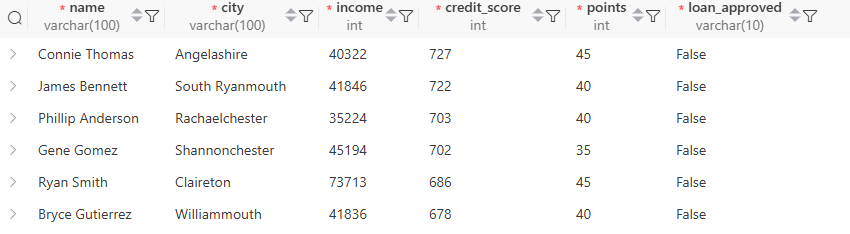 * name * city * income * credit_score * points * loan_approved
varchar(100) varchar(100) int int int varchar(10)
Connie Thomas Angelashire 40322 727 45 False
James Bennett South Ryanmouth 41846 722 40 False
Phillip Anderson Rachaelchester 35224 703 40 False
Gene Gomez Shannonchester 45194 702 35 False
Ryan Smith Claireton 73713 686 45 False
Bryce Gutierrez Williammouth 41836 678 40 False